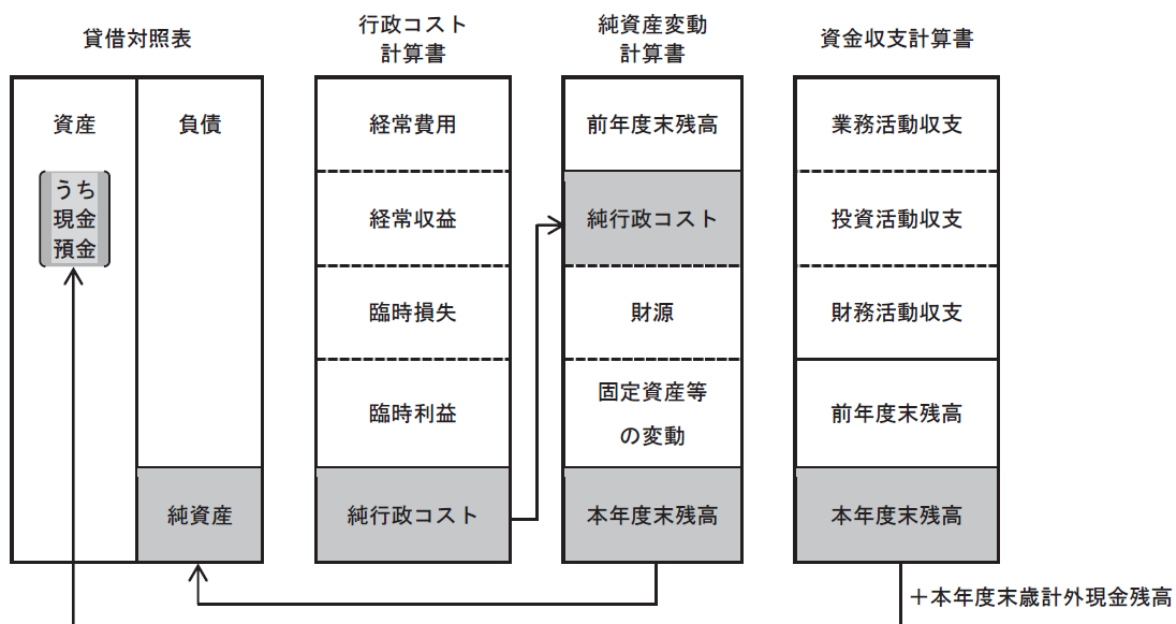 貸借対照表
行政コスト
計算書
純資産変動
計算書
資金収支計算書
資産
負債
うち
現金
預金
純資産
経常費用
経常収益
臨時損失
臨時利益
純行政コスト
前年度末残高
純行政コスト
財源
固定資産等
の変動
本年度末残高
業務活動収支
投資活動収支
財務活動収支
前年度末残高
本年度末残高
＋本年度末歳計外現金残高